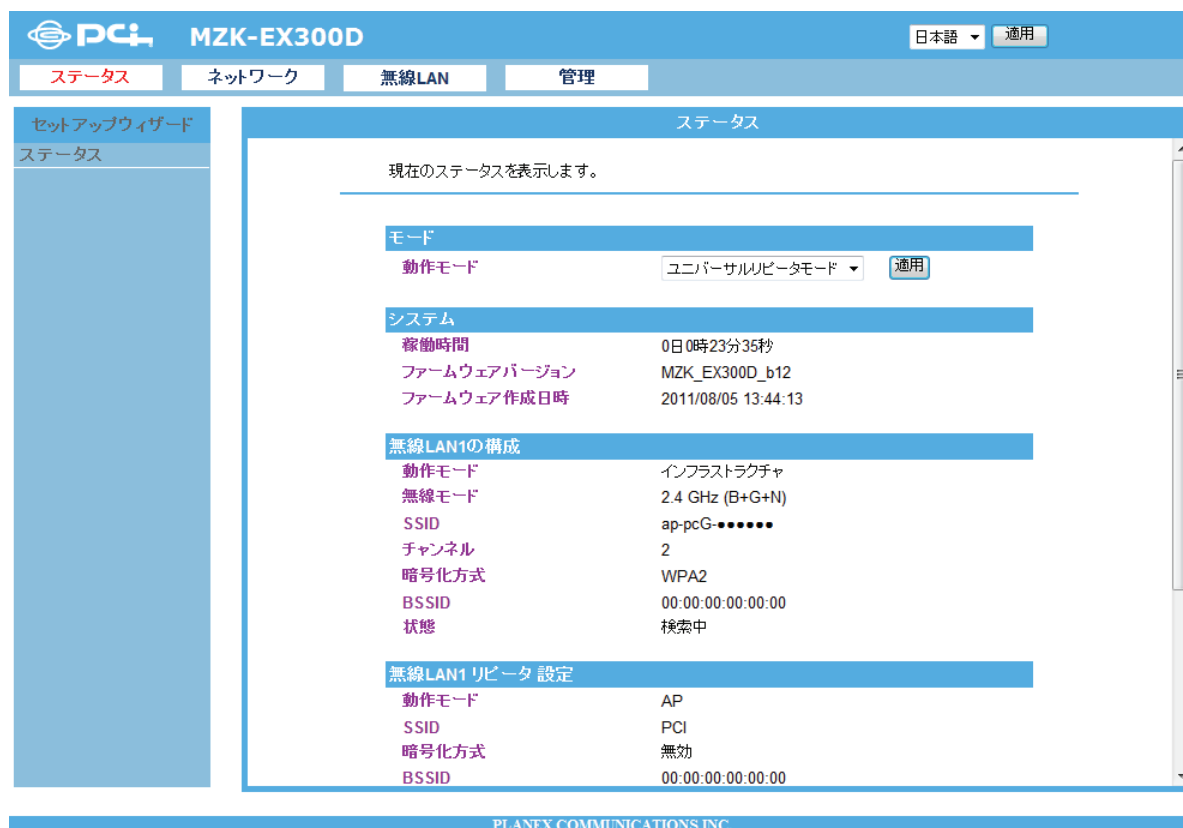 PCi MZK-EX300D 日本語 適用
ステータス ネットワーク 無線LAN 管理
セットアップウィザード
ステータス
ステータス
現在のステータスを表示します。
モード
動作モード ユニバーサルリピータモード 適用
システム
稼働時間 0日0時23分35秒
ファームウェアバージョン MZK_EX300D_b12
ファームウェア作成日時 2011/08/05 13:44:13
無線LAN1の構成
動作モード インフラストラクチャ
無線モード 2.4 GHz (B+G+N)
SSID ap-pcG-●●●●●●
チャンネル 2
暗号化方式 WPA2
BSSID 00:00:00:00:00:00
状態 検索中
無線LAN1 リピータ 設定
動作モード AP
SSID PCI
暗号化方式 無効
BSSID 00:00:00:00:00:00
PLANEX COMMUNICATIONS INC